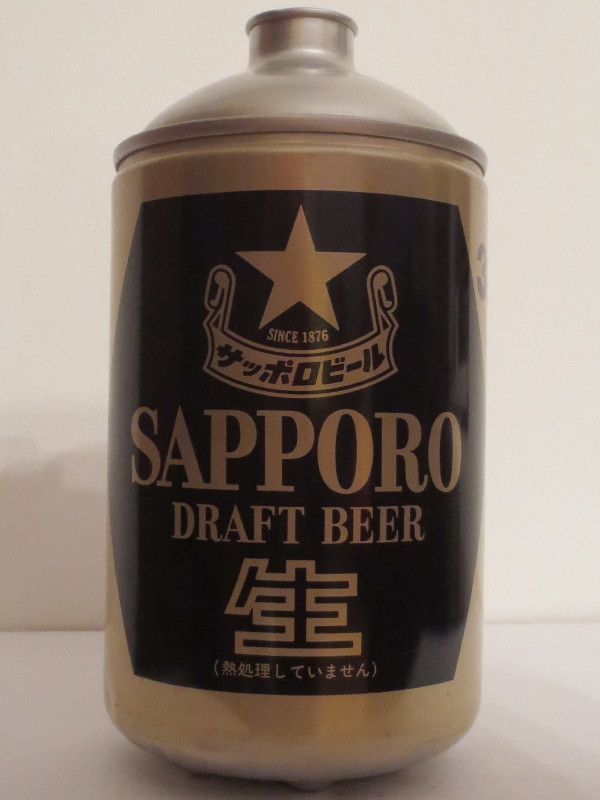 SINCE 1876
サッポロビール
SAPPORO
DRAFT BEER
生
(熱処理していません)
3